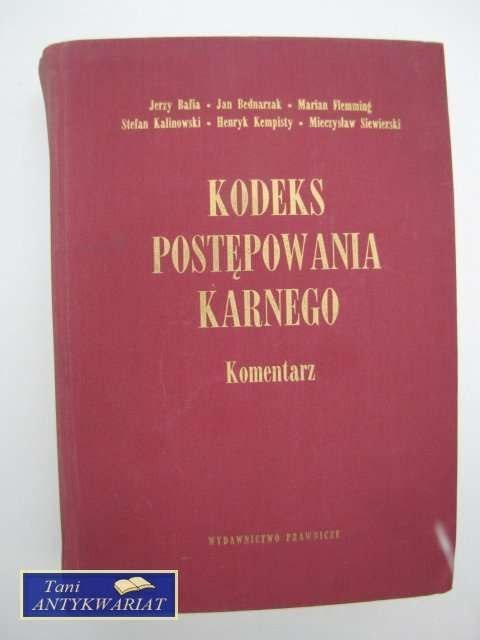 Jerzy Bafia • Jan Bednarzak • Marian Flemming
Stefan Kalinowski • Henryk Kempisty • Mieczysław Siewierski
KODEKS
POSTĘPOWANIA
KARNEGO
Komentarz
WYDAWNICTWO PRAWNICZE
Tani
ANTYKWARIAT